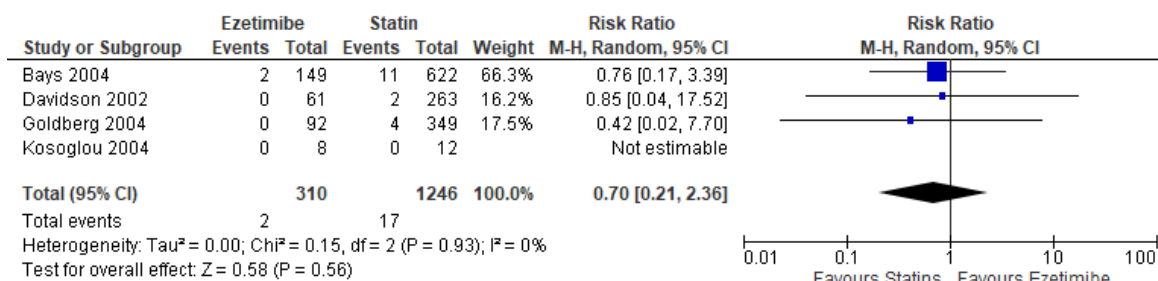 Ezetimibe Statin Risk Ratio Risk Ratio
Study or Subgroup Events Total Events Total Weight M-H, Random, 95% CI M-H, Random, 95% CI
Bays 2004 2 149 11 622 66.3% 0.76 [0.17, 3.39]
Davidson 2002 0 61 2 263 16.2% 0.85 [0.04, 17.52]
Goldberg 2004 0 92 4 349 17.5% 0.42 [0.02, 7.70]
Kosoglou 2004 0 8 0 12 Not estimable
Total (95% CI) 310 1246 100.0% 0.70 [0.21, 2.36]
Total events 2 17
Heterogeneity: Tau² = 0.00; Chi² = 0.15, df = 2 (P = 0.93); I² = 0%
Test for overall effect: Z = 0.58 (P = 0.56)
0.01 0.1 1 10 100
Favours Statins Favours Ezetimibe